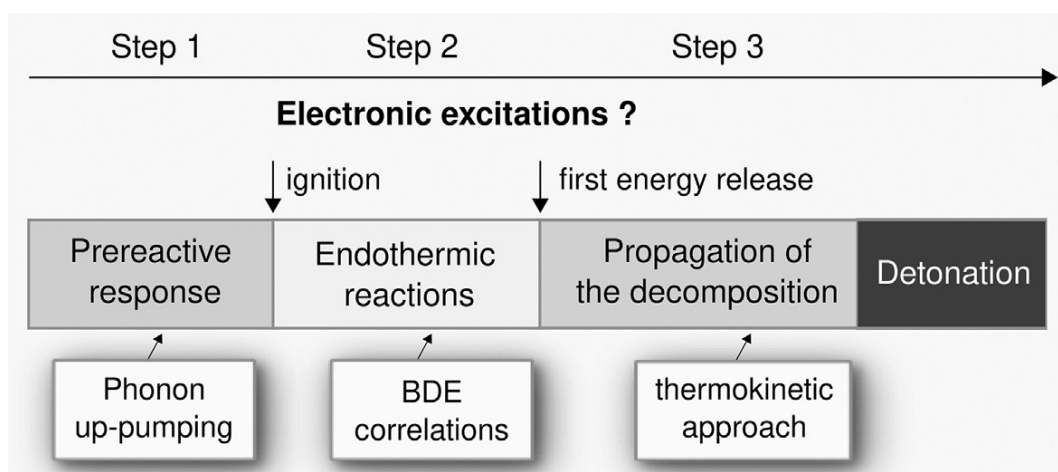 Step 1
Step 2
Step 3
Electronic excitations ?
ignition
first energy release
Prereactive
response
Endothermic
reactions
Propagation of
the decomposition
Detonation
Phonon
up-pumping
BDE
correlations
thermokinetic
approach